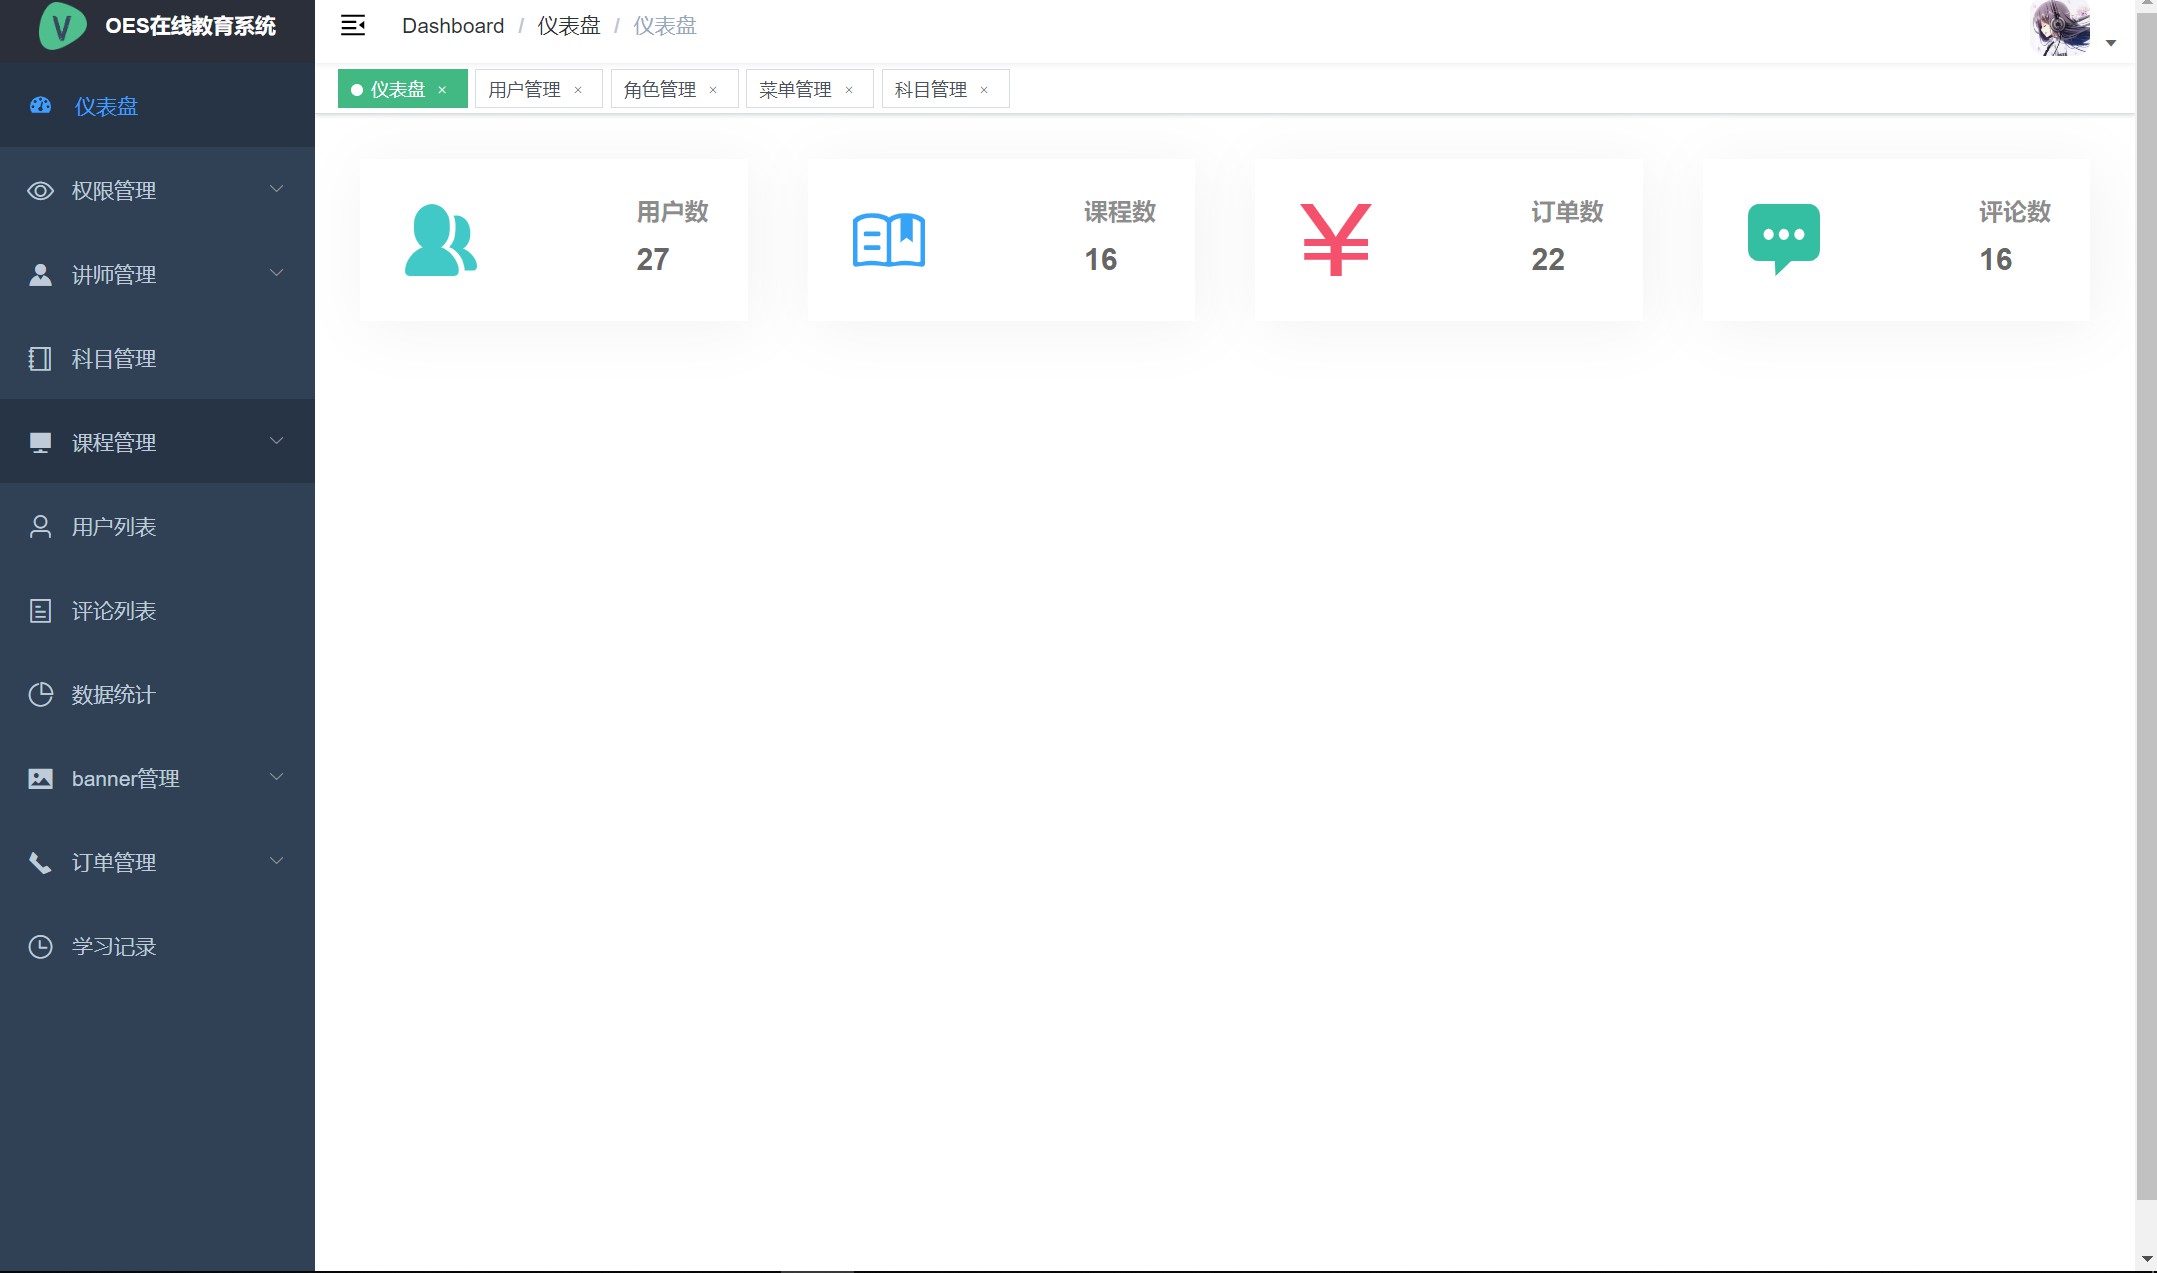 OES在线教育系统
Dashboard / 仪表盘 / 仪表盘
仪表盘 × 用户管理 × 角色管理 × 菜单管理 × 科目管理 ×
仪表盘
权限管理
讲师管理
科目管理
课程管理
用户列表
评论列表
数据统计
banner管理
订单管理
学习记录
用户数
27
课程数
16
订单数
22
评论数
16